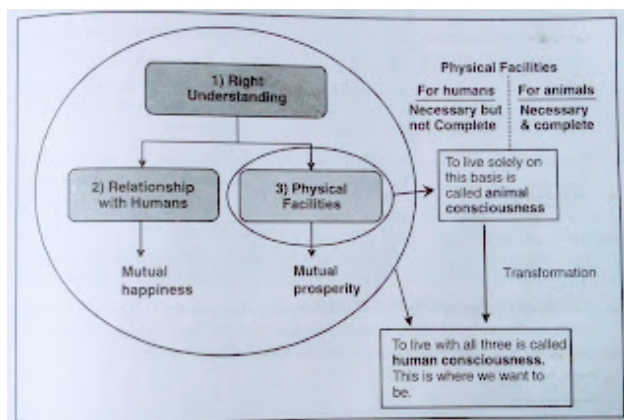 1) Right
Understanding
Physical Facilities
For humans
For animals
Necessary but
not Complete
Necessary
& complete
2) Relationship
with Humans
3) Physical
Facilities
To live solely on
this basis is
called animal
consciousness
Mutual
happiness
Mutual
prosperity
Transformation
To live with all three is called
human consciousness.
This is where we want to
be.